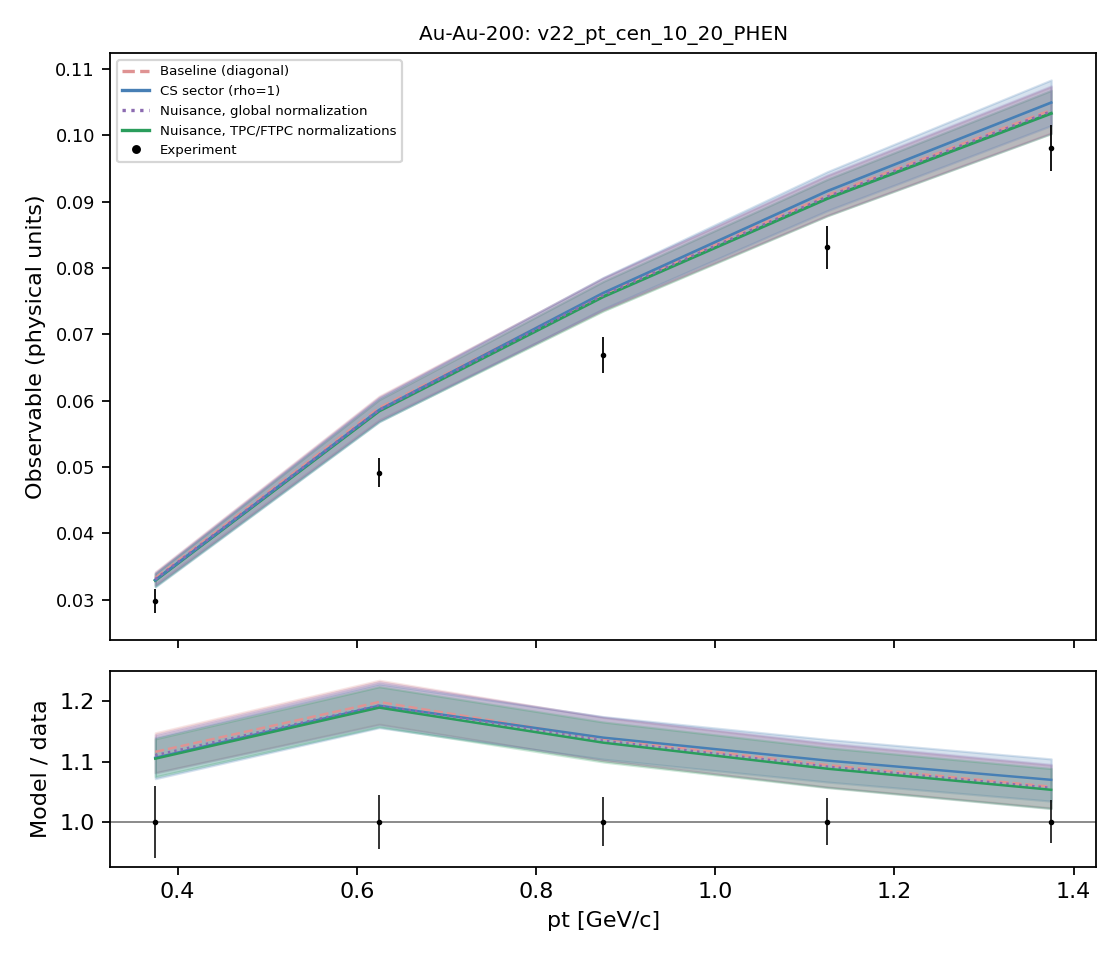 Au-Au-200: v22_pt_cen_10_20_PHEN
Baseline (diagonal)
CS sector (rho=1)
Nuisance, global normalization
Nuisance, TPC/FTPC normalizations
Experiment
Observable (physical units)
0.11
0.10
0.09
0.08
0.07
0.06
0.05
0.04
0.03
Model / data
1.2
1.1
1.0
0.4
0.6
0.8
1.0
1.2
1.4
pt [GeV/c]